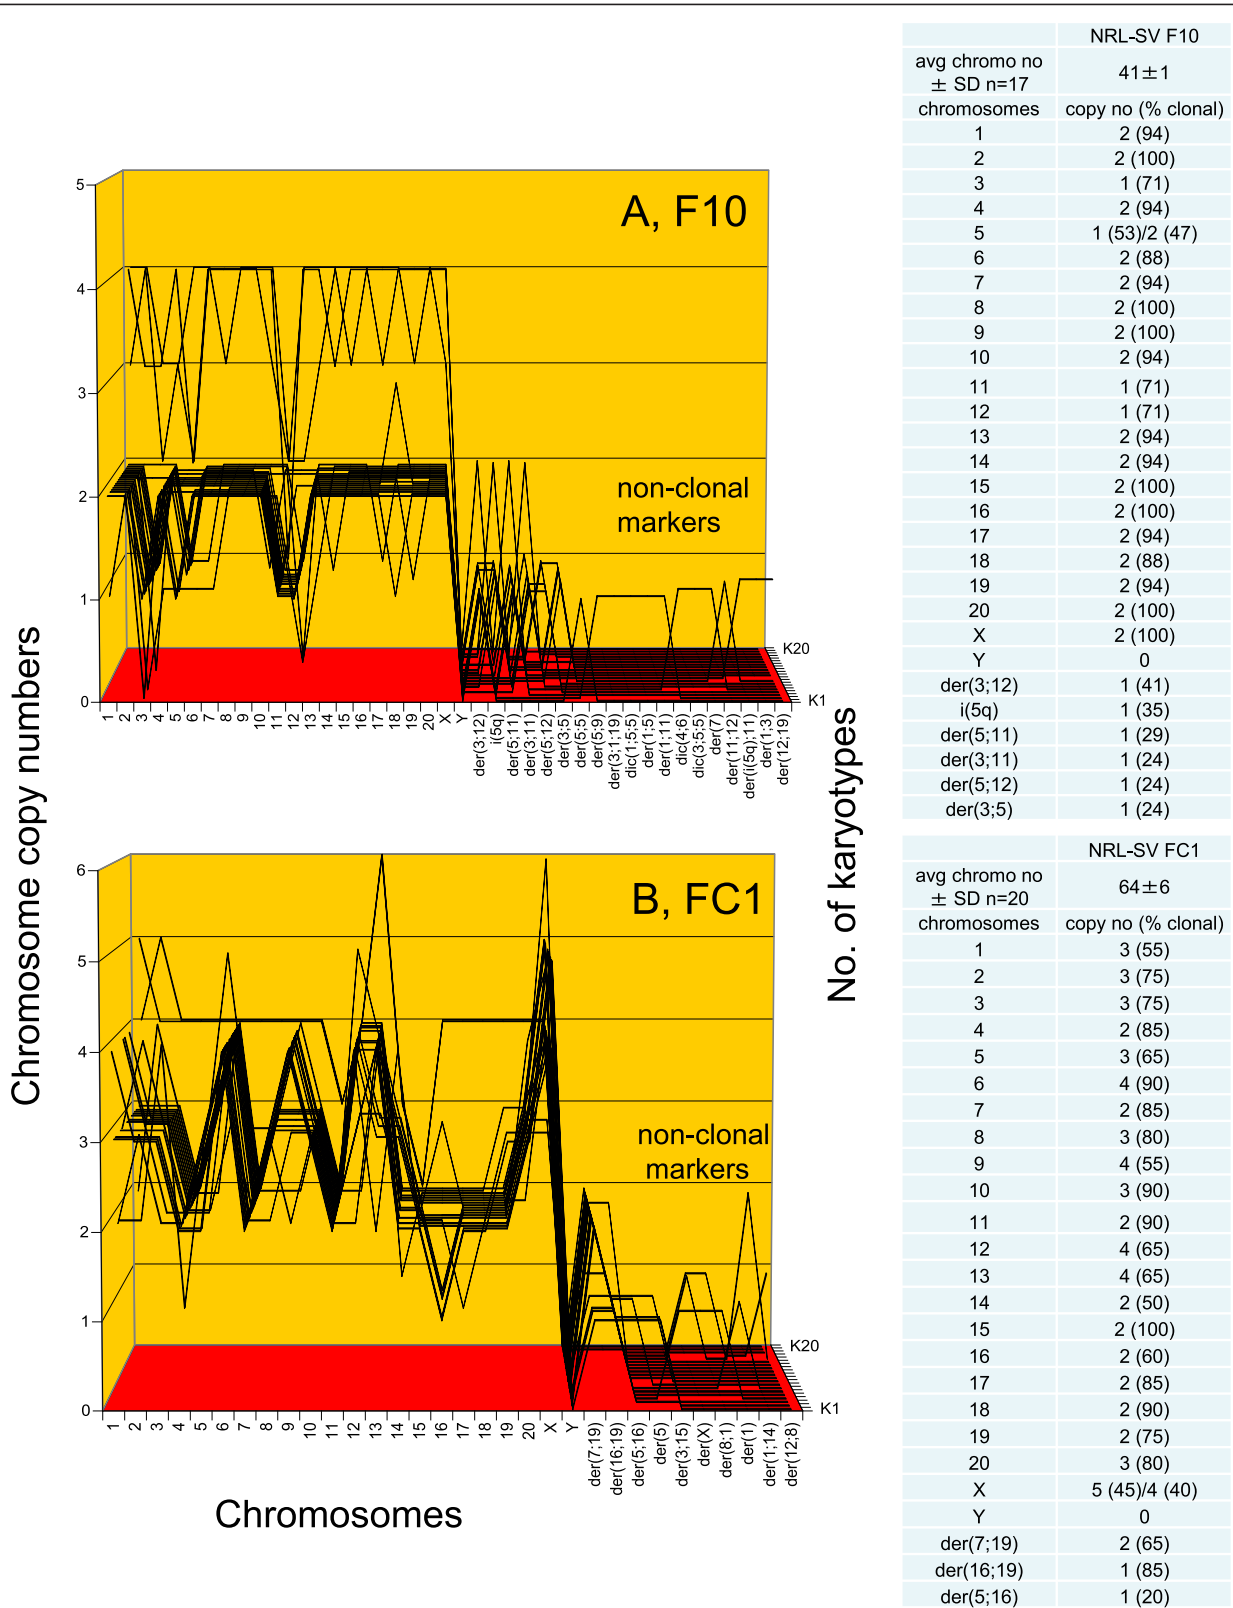 Chromosome copy numbers
A, F10
non-clonal
markers
5
4
3
2
1
0
K20
K1
1
2
3
4
5
6
7
8
9
10
11
12
13
14
15
16
17
18
19
20
X
Y
der(3;12)
i(5q)
der(5;11)
der(3;11)
der(5;12)
der(3;5)
der(5;5)
der(5;9)
der(3;1;19)
dic(1;5;5)
der(1;5)
der(1;11)
dic(4;6)
dic(3;5;5)
der(7)
der(11;12)
der(i(5q);11)
der(1;3)
der(12;19)
No. of karyotypes
B, FC1
non-clonal
markers
6
5
4
3
2
1
0
K20
K1
1
2
3
4
5
6
7
8
9
10
11
12
13
14
15
16
17
18
19
20
X
Y
der(7;19)
der(16;19)
der(5;16)
der(5)
der(3;15)
der(X)
der(8;1)
der(1)
der(1;14)
der(12;8)
Chromosomes
NRL-SV F10
avg chromo no
± SD n=17 41±1
chromosomes copy no (% clonal)
1 2 (94)
2 2 (100)
3 1 (71)
4 2 (94)
5 1 (53)/2 (47)
6 2 (88)
7 2 (94)
8 2 (100)
9 2 (100)
10 2 (94)
11 1 (71)
12 1 (71)
13 2 (94)
14 2 (94)
15 2 (100)
16 2 (100)
17 2 (94)
18 2 (88)
19 2 (94)
20 2 (100)
X 2 (100)
Y 0
der(3;12) 1 (41)
i(5q) 1 (35)
der(5;11) 1 (29)
der(3;11) 1 (24)
der(5;12) 1 (24)
der(3;5) 1 (24)
NRL-SV FC1
avg chromo no
± SD n=20 64±6
chromosomes copy no (% clonal)
1 3 (55)
2 3 (75)
3 3 (75)
4 2 (85)
5 3 (65)
6 4 (90)
7 2 (85)
8 3 (80)
9 4 (55)
10 3 (90)
11 2 (90)
12 4 (65)
13 4 (65)
14 2 (50)
15 2 (100)
16 2 (60)
17 2 (85)
18 2 (90)
19 2 (75)
20 3 (80)
X 5 (45)/4 (40)
Y 0
der(7;19) 2 (65)
der(16;19) 1 (85)
der(5;16) 1 (20)